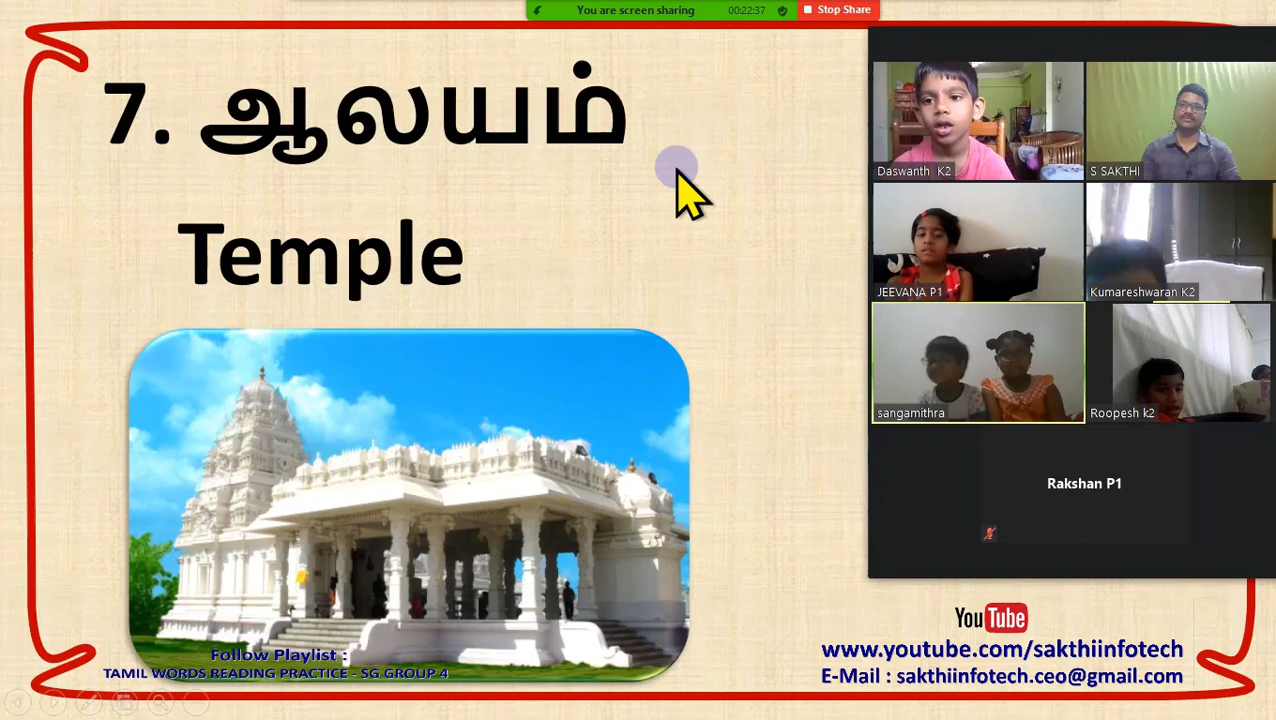 You are screen sharing 00:22:37 Stop Share
7. ஆலயம்
Temple
Follow Playlist :
TAMIL WORDS READING PRACTICE - SG GROUP 4
Daswanth K2
S SAKTHI
JEEVANA P1
Kumareshwaran K2
sangamithra
Roopesh k2
Rakshan P1
YouTube
www.youtube.com/sakthiinfotech
E-Mail : sakthiinfotech.ceo@gmail.com